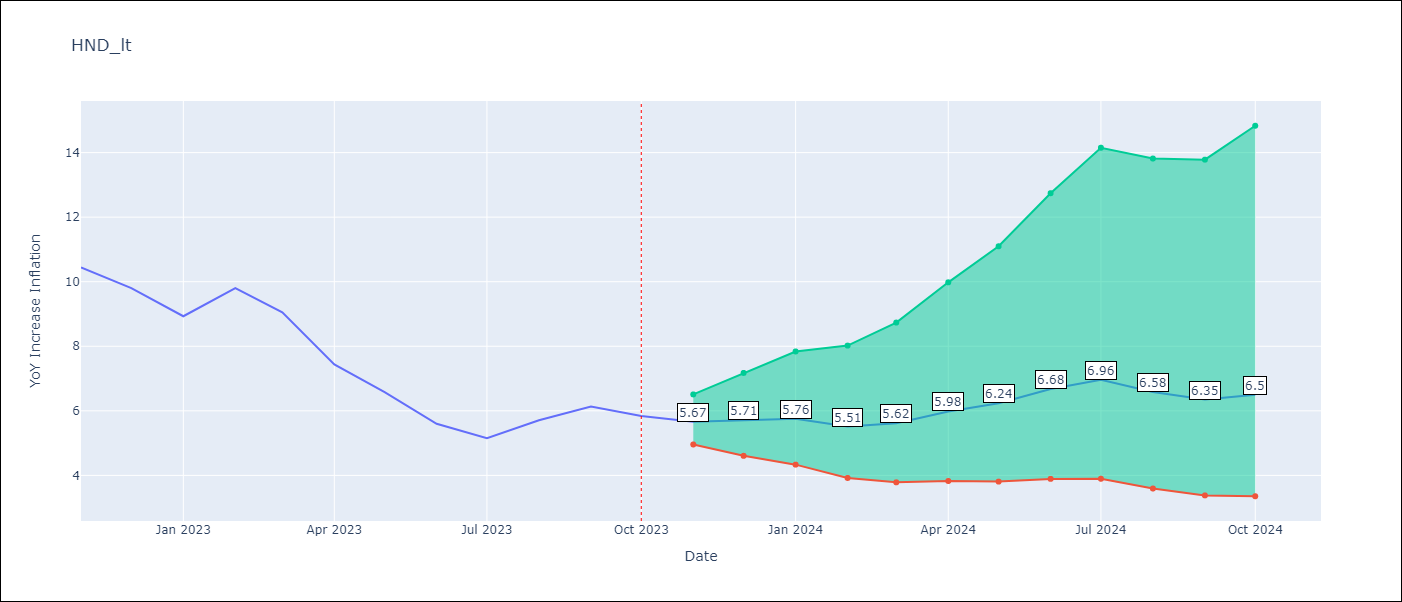 HND_lt
YoY Increase Inflation
14
12
10
8
6
4
5.67
5.71
5.76
5.51
5.62
5.98
6.24
6.68
6.96
6.58
6.35
6.5
Jan 2023
Apr 2023
Jul 2023
Oct 2023
Jan 2024
Apr 2024
Jul 2024
Oct 2024
Date